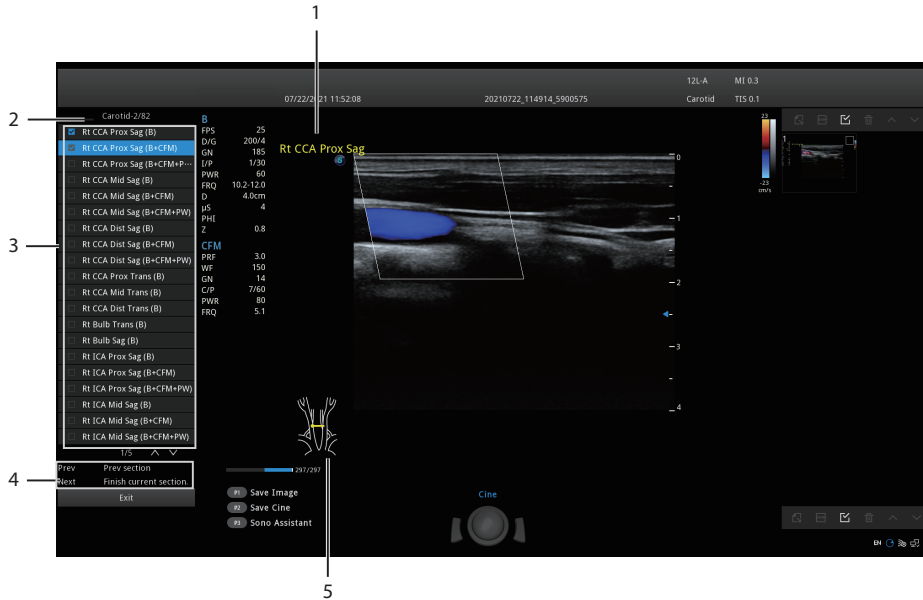 1
12L-A MI 0.3
07/22/2021 11:52:08 20210722_114914_5900575 Carotid TIS 0.1
2
Carotid-2/82
Rt CCA Prox Sag (B)
Rt CCA Prox Sag (B+CFM)
Rt CCA Prox Sag (B+CFM+P···
Rt CCA Mid Sag (B)
Rt CCA Mid Sag (B+CFM)
Rt CCA Mid Sag (B+CFM+PW)
Rt CCA Dist Sag (B)
3
Rt CCA Dist Sag (B+CFM)
Rt CCA Dist Sag (B+CFM+PW)
Rt CCA Prox Trans (B)
Rt CCA Mid Trans (B)
Rt CCA Dist Trans (B)
Rt Bulb Trans (B)
Rt Bulb Sag (B)
Rt ICA Prox Sag (B)
Rt ICA Prox Sag (B+CFM)
Rt ICA Prox Sag (B+CFM+PW)
Rt ICA Mid Sag (B)
Rt ICA Mid Sag (B+CFM)
Rt ICA Mid Sag (B+CFM+PW)
1/5
4
Prev Prev section
Next Finish current section.
Exit
B
FPS 25
D/G 200/4
GN 185
I/P 1/30
PWR 60
FRQ 10.2-12.0
D 4.0cm
µS 4
PHI
Z 0.8
CFM
PRF 3.0
WF 150
GN 14
C/P 7/60
PWR 80
FRQ 5.1
Rt CCA Prox Sag
0
1
2
3
4
23
-23
cm/s
1
297/297
P1 Save Image
P2 Save Cine
P3 Sono Assistant
Cine
EN
5